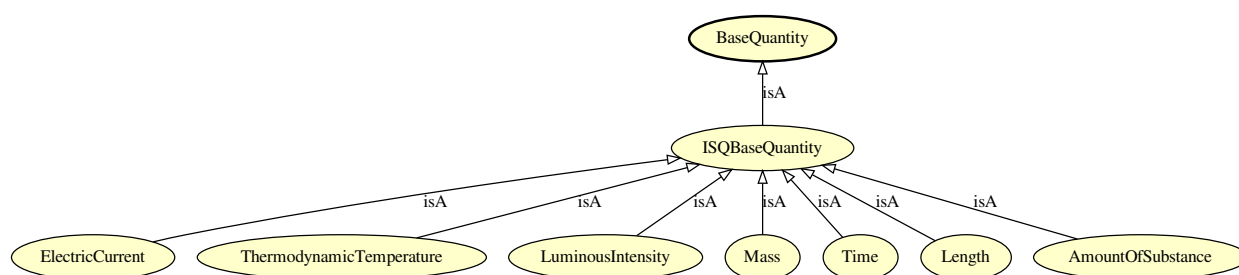 BaseQuantity
isA
ISQBaseQuantity
isA isA isA isA isA isA isA
ElectricCurrent ThermodynamicTemperature LuminousIntensity Mass Time Length AmountOfSubstance